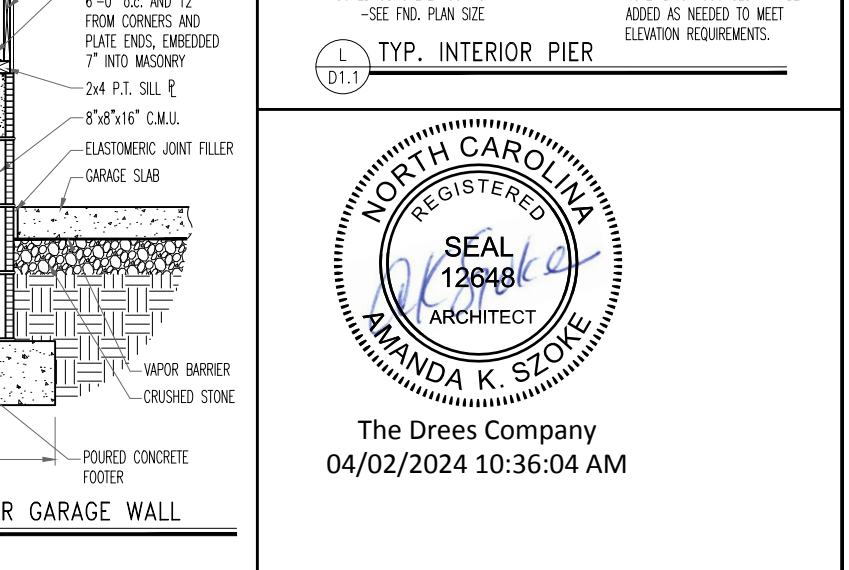 6'-0" o.c. AND 12"
FROM CORNERS AND
PLATE ENDS, EMBEDDED
7" INTO MASONRY
2x4 P.T. SILL PL
8"x8"x16" C.M.U.
ELASTOMERIC JOINT FILLER
GARAGE SLAB
VAPOR BARRIER
CRUSHED STONE
POURED CONCRETE
FOOTER
R GARAGE WALL
-SEE FND. PLAN SIZE
ADDED AS NEEDED TO MEET
ELEVATION REQUIREMENTS.
L
D1.1
TYP. INTERIOR PIER
NORTH CAROLINA
REGISTERED
SEAL
12648
ARCHITECT
AMANDA K. SZOKE
AK Szoke
The Drees Company
04/02/2024 10:36:04 AM